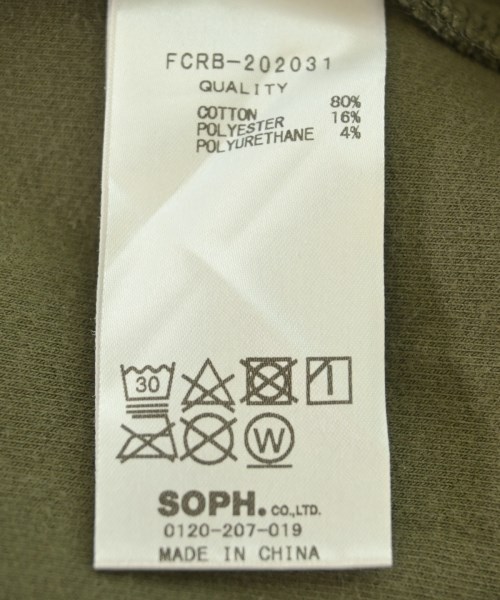 FCRB-202031
QUALITY
COTTON 80%
POLYESTER 16%
POLYURETHANE 4%
30
W
SOPH. CO.,LTD.
0120-207-019
MADE IN CHINA